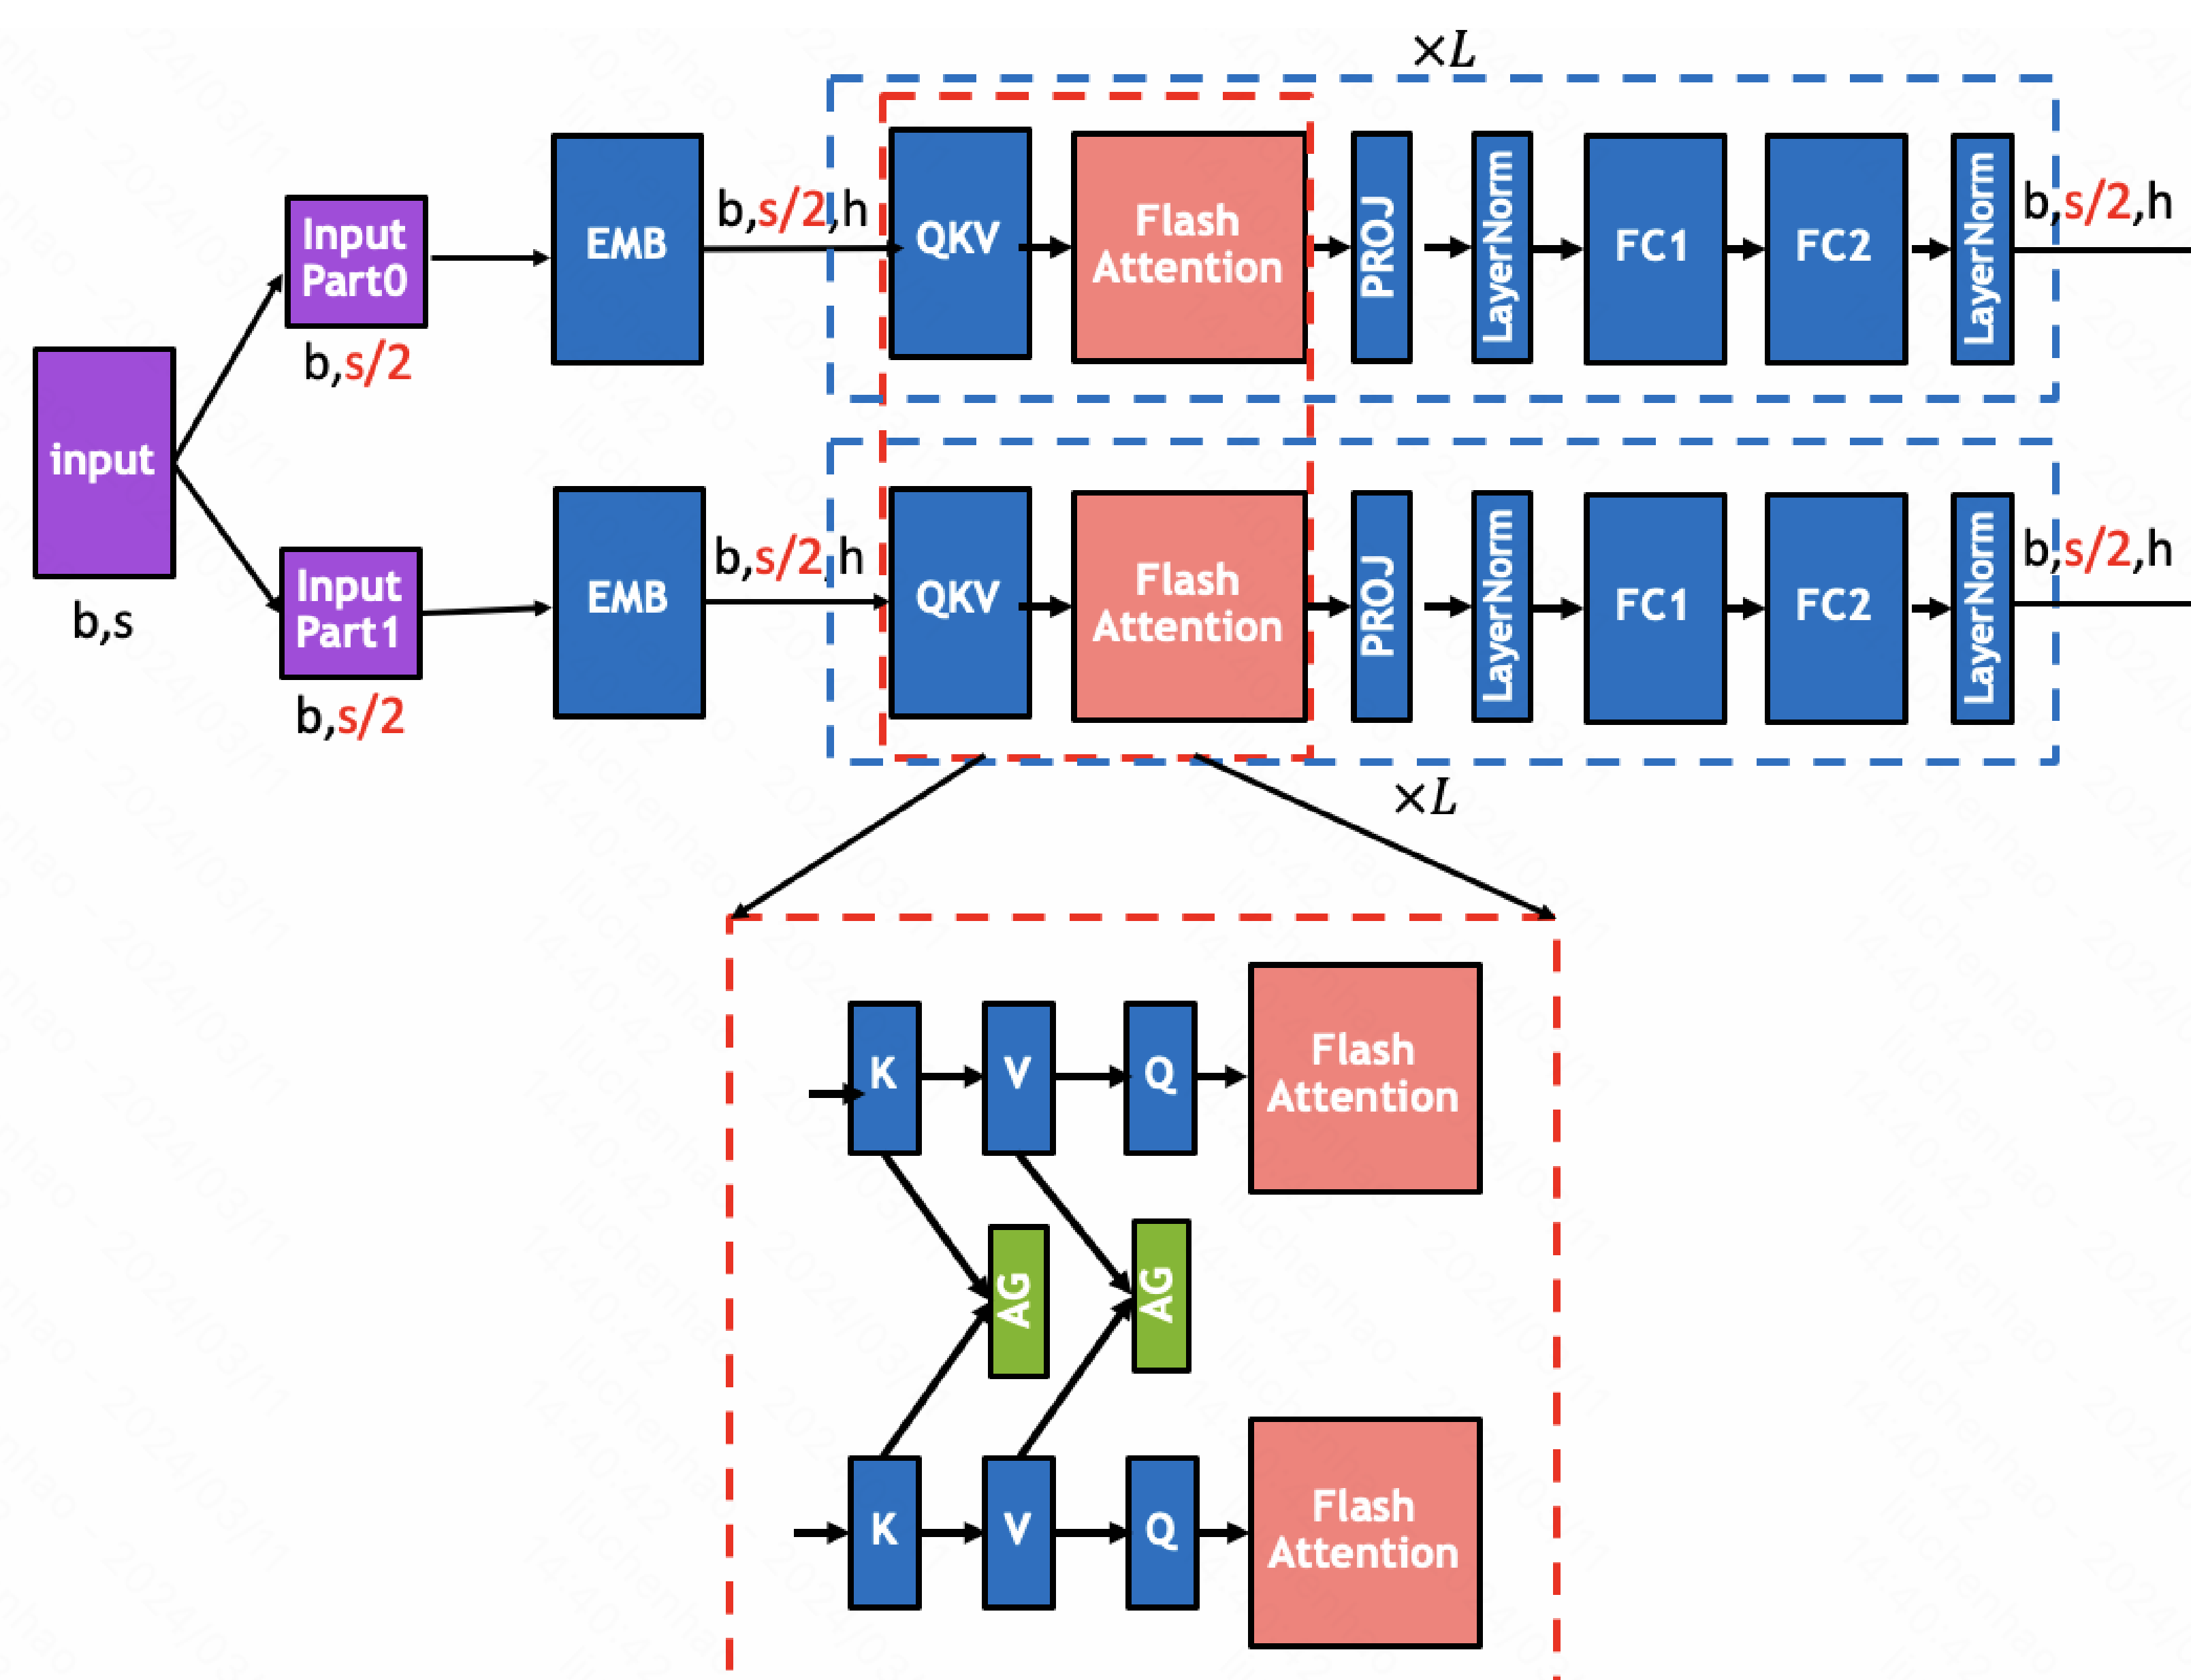 ×L
Input
Part0
b,s/2
EMB
b,s/2,h
QKV
Flash
Attention
PROJ
LayerNorm
FC1
FC2
LayerNorm
b,s/2,h
input
b,s
Input
Part1
b,s/2
EMB
b,s/2,h
QKV
Flash
Attention
PROJ
LayerNorm
FC1
FC2
LayerNorm
b,s/2,h
×L
K
V
Q
Flash
Attention
AG
AG
K
V
Q
Flash
Attention